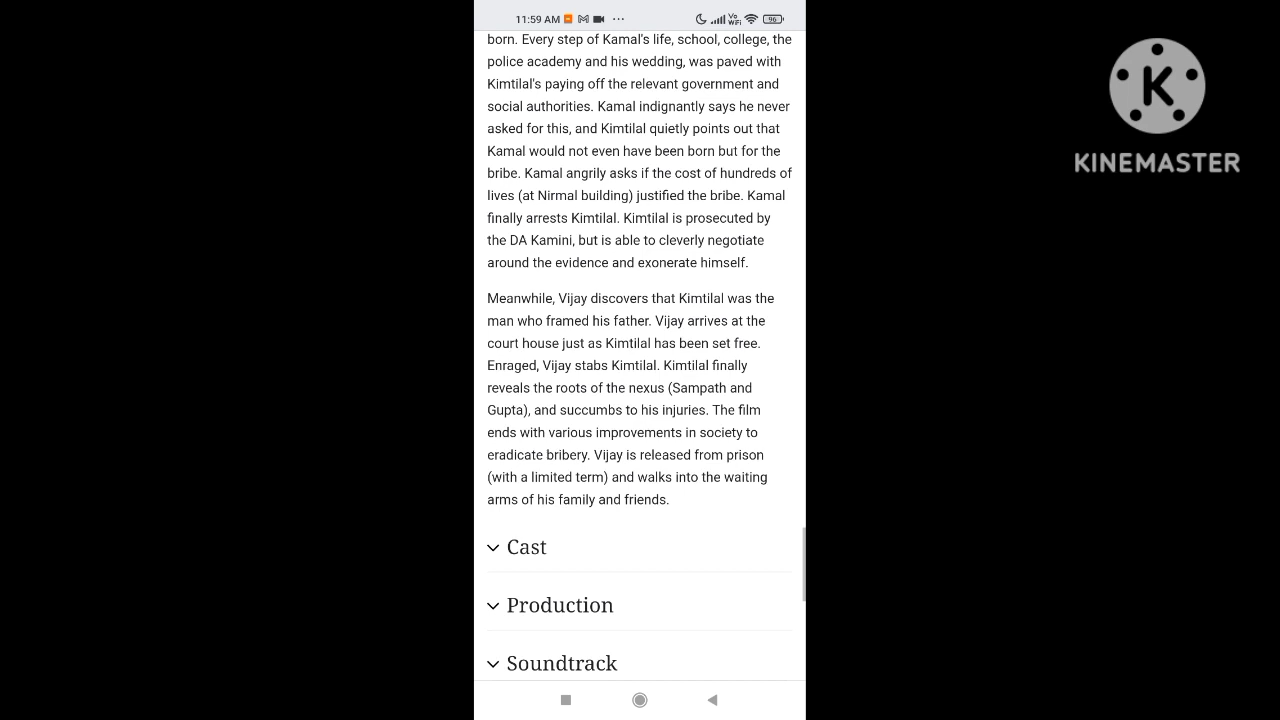 11:59 AM
Vo
WiFi
96
born. Every step of Kamal's life, school, college, the
police academy and his wedding, was paved with
Kimtilal's paying off the relevant government and
social authorities. Kamal indignantly says he never
asked for this, and Kimtilal quietly points out that
Kamal would not even have been born but for the
bribe. Kamal angrily asks if the cost of hundreds of
lives (at Nirmal building) justified the bribe. Kamal
finally arrests Kimtilal. Kimtilal is prosecuted by
the DA Kamini, but is able to cleverly negotiate
around the evidence and exonerate himself.
Meanwhile, Vijay discovers that Kimtilal was the
man who framed his father. Vijay arrives at the
court house just as Kimtilal has been set free.
Enraged, Vijay stabs Kimtilal. Kimtilal finally
reveals the roots of the nexus (Sampath and
Gupta), and succumbs to his injuries. The film
ends with various improvements in society to
eradicate bribery. Vijay is released from prison
(with a limited term) and walks into the waiting
arms of his family and friends.
Cast
Production
Soundtrack
K
KINEMASTER